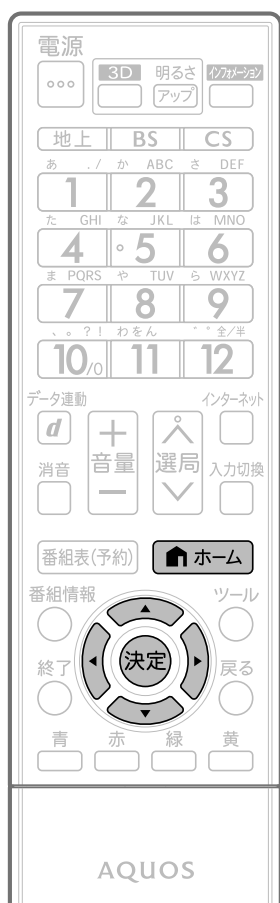 電源
3D 明るさ インフォメーション
アップ
地上 BS CS
あ ./ か ABC さ DEF
1 2 3
た GHI な JKL は MNO
4 5 6
ま PQRS や TUV ら WXYZ
7 8 9
、。?! わをん ゛゜全/半
10/0 11 12
データ連動 インターネット
d + ヘ
音量 選局
消音 入力切換
− ∨
番組表(予約) ホーム
番組情報 ツール
決定
終了 戻る
青 赤 緑 黄
AQUOS